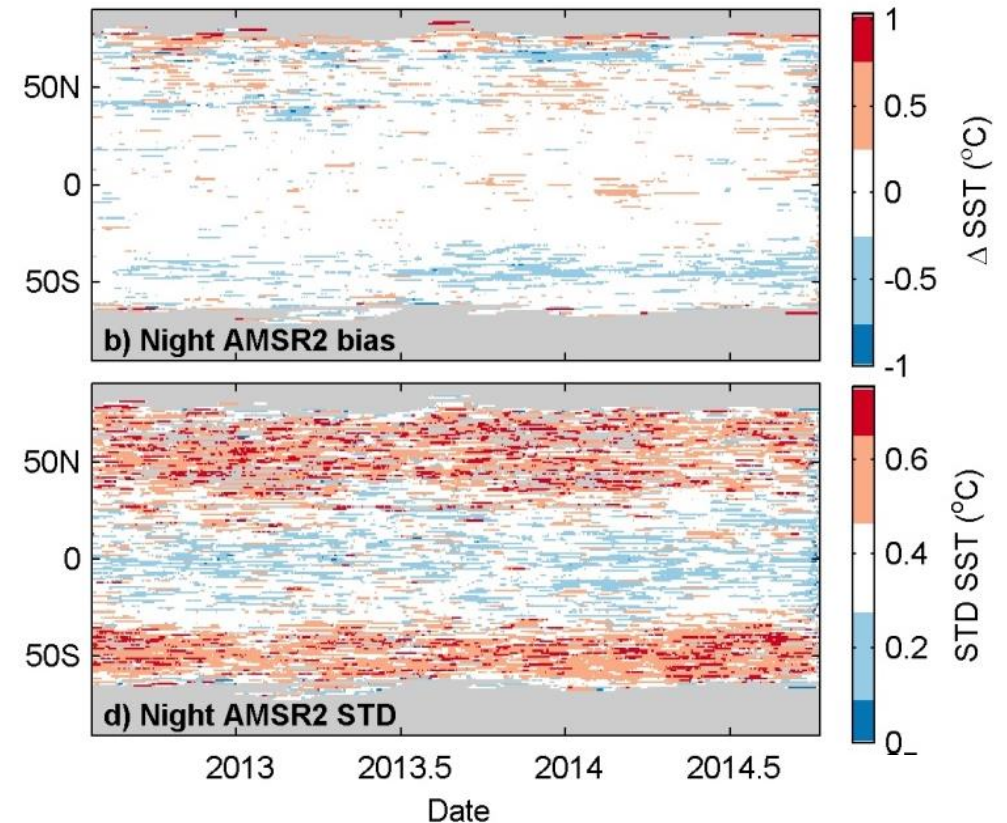 50N
0
50S
b) Night AMSR2 bias
1
0.5
0
-0.5
-1
Δ SST (°C)
50N
0
50S
d) Night AMSR2 STD
0.6
0.4
0.2
0
STD SST (°C)
2013
2013.5
2014
2014.5
Date